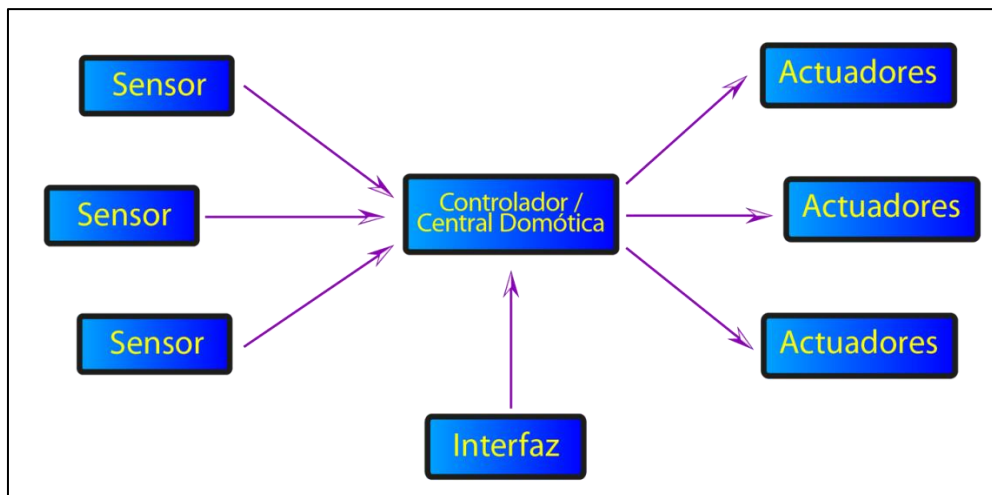 Sensor
Actuadores
Sensor
Controlador /
Central Domótica
Actuadores
Sensor
Actuadores
Interfaz